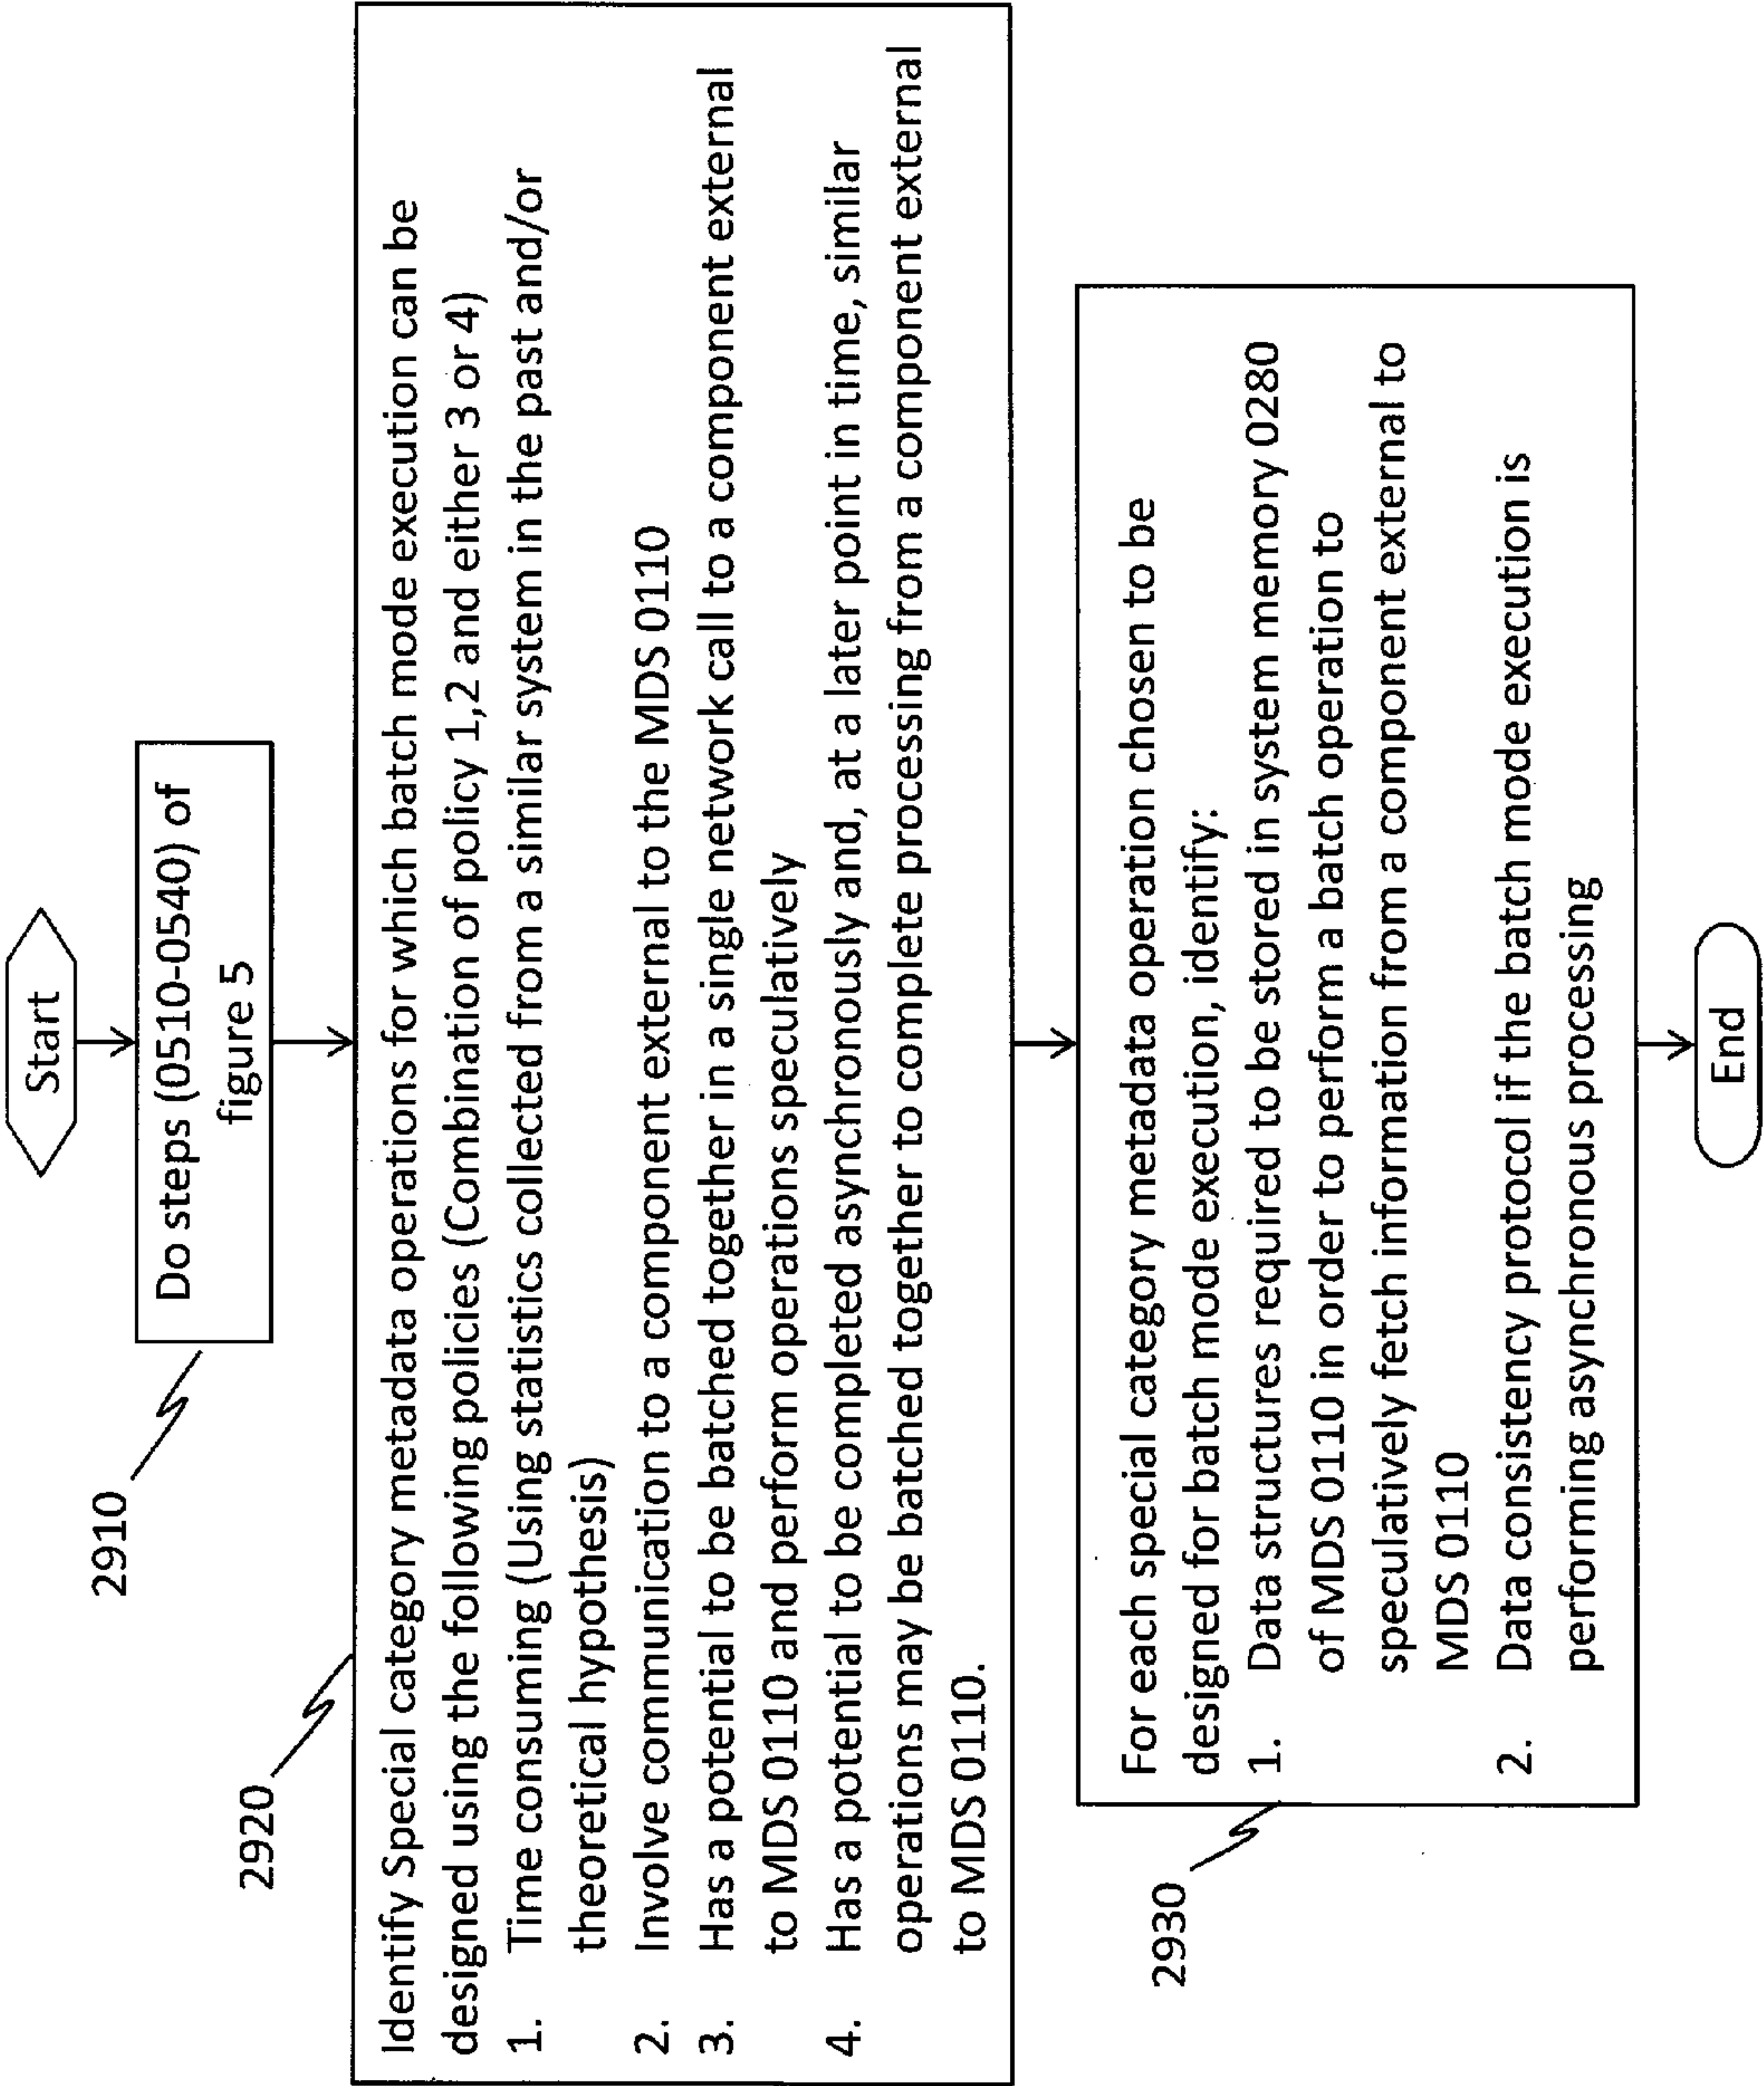 Start
2910
Do steps (0510-0540) of
figure 5
2920
Identify Special category metadata operations for which batch mode execution can be
designed using the following policies (Combination of policy 1,2 and either 3 or 4)
1. Time consuming (Using statistics collected from a similar system in the past and/or
theoretical hypothesis)
2. Involve communication to a component external to the MDS 0110
3. Has a potential to be batched together in a single network call to a component external
to MDS 0110 and perform operations speculatively
4. Has a potential to be completed asynchronously and, at a later point in time, similar
operations may be batched together to complete processing from a component external
to MDS 0110.
2930
For each special category metadata operation chosen to be
designed for batch mode execution, identify:
1. Data structures required to be stored in system memory 0280
of MDS 0110 in order to perform a batch operation to
speculatively fetch information from a component external to
MDS 0110
2. Data consistency protocol if the batch mode execution is
performing asynchronous processing
End